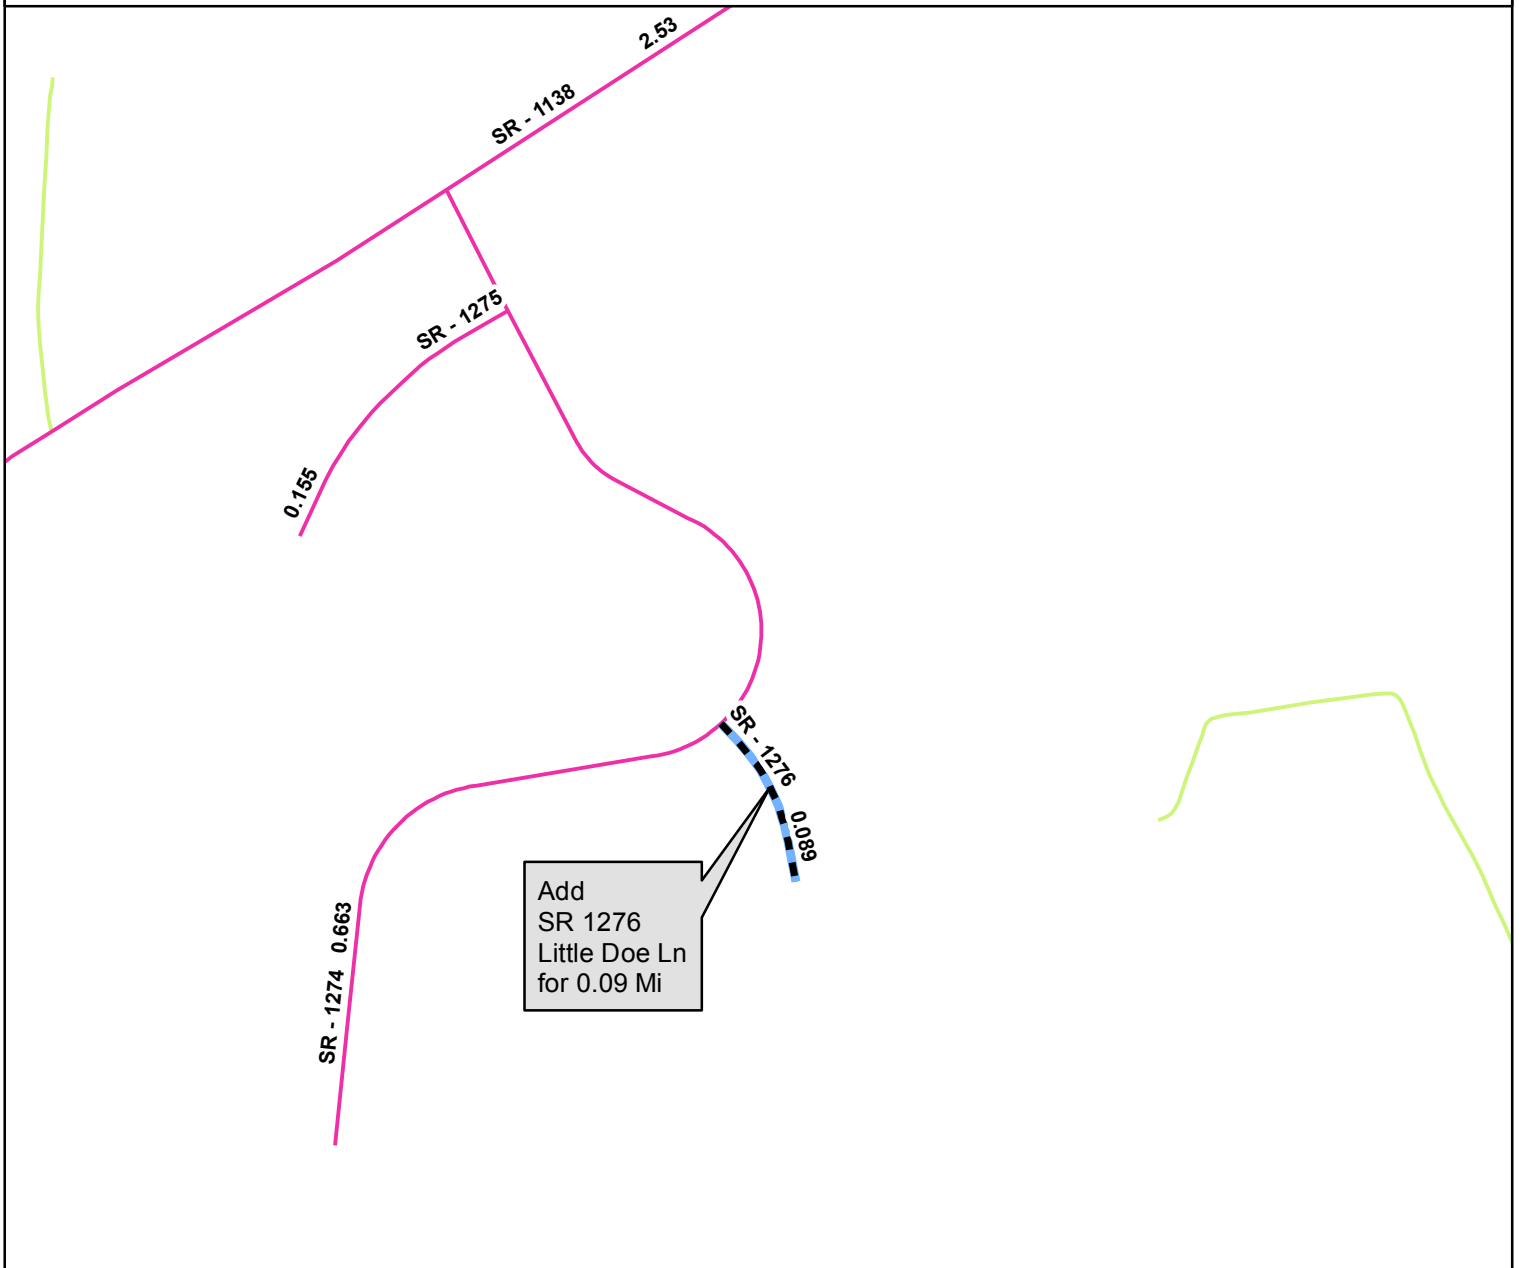 2.53
SR - 1138
SR - 1275
0.155
SR - 1276
0.089
Add
SR 1276
Little Doe Ln
for 0.09 Mi
SR - 1274 0.663